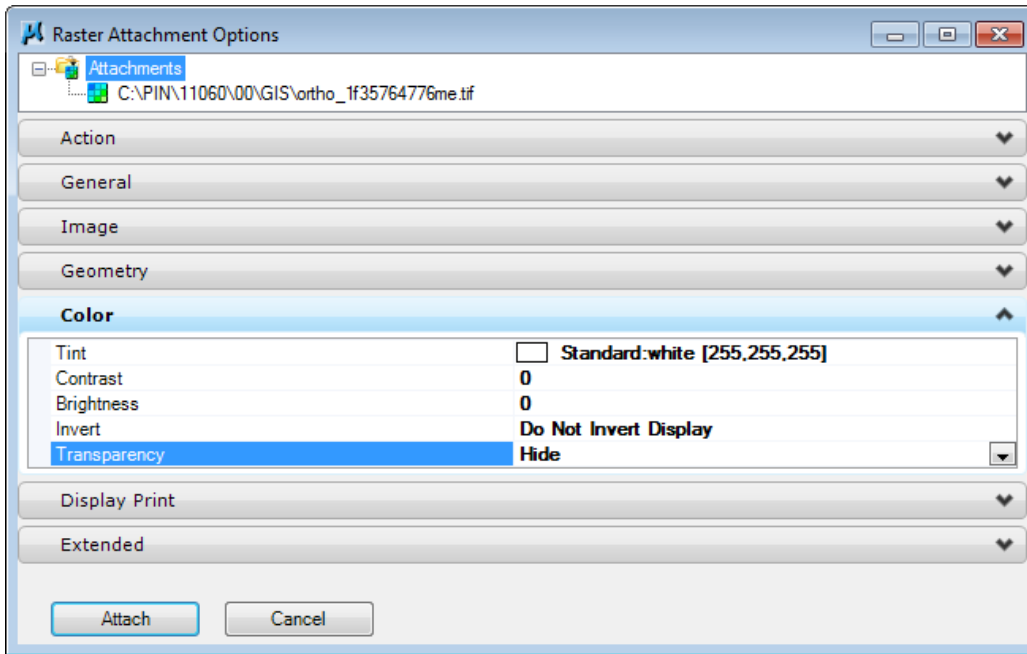 Raster Attachment Options
Attachments
C:\PIN\11060\00\GIS\ortho_1f35764776me.tif
Action
General
Image
Geometry
Color
Tint Standard:white [255,255,255]
Contrast 0
Brightness 0
Invert Do Not Invert Display
Transparency Hide
Display Print
Extended
Attach Cancel